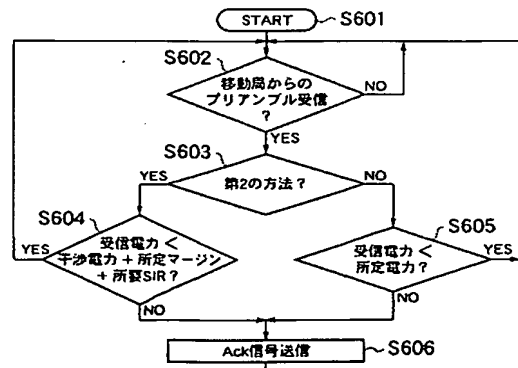 START
S601
S602
移動局からの
プリアンブル受信
?
NO
YES
S603
第2の方法?
YES
NO
S604
受信電力 <
干渉電力 + 所定マージン
+ 所要SIR?
YES
NO
S605
受信電力 <
所定電力?
YES
NO
Ack信号送信
S606